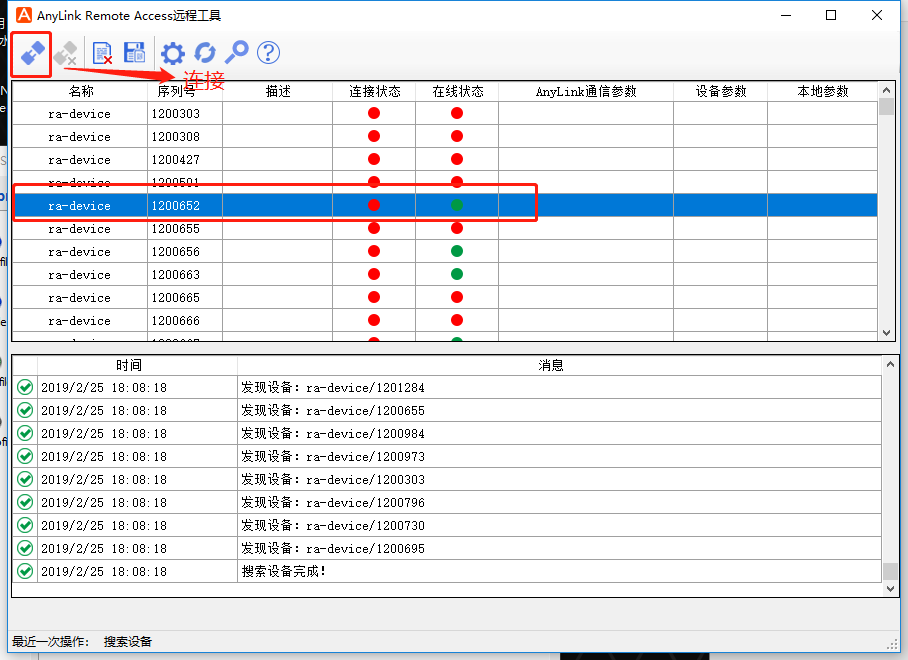 AnyLink Remote Access远程工具
连接
名称 序列号 描述 连接状态 在线状态 AnyLink通信参数 设备参数 本地参数
ra-device 1200303
ra-device 1200308
ra-device 1200427
ra-device 1200501
ra-device 1200652
ra-device 1200655
ra-device 1200656
ra-device 1200663
ra-device 1200665
ra-device 1200666
时间 消息
2019/2/25 18:08:18 发现设备: ra-device/1201284
2019/2/25 18:08:18 发现设备: ra-device/1200655
2019/2/25 18:08:18 发现设备: ra-device/1200984
2019/2/25 18:08:18 发现设备: ra-device/1200973
2019/2/25 18:08:18 发现设备: ra-device/1200303
2019/2/25 18:08:18 发现设备: ra-device/1200796
2019/2/25 18:08:18 发现设备: ra-device/1200730
2019/2/25 18:08:18 发现设备: ra-device/1200695
2019/2/25 18:08:18 搜索设备完成!
最近一次操作: 搜索设备